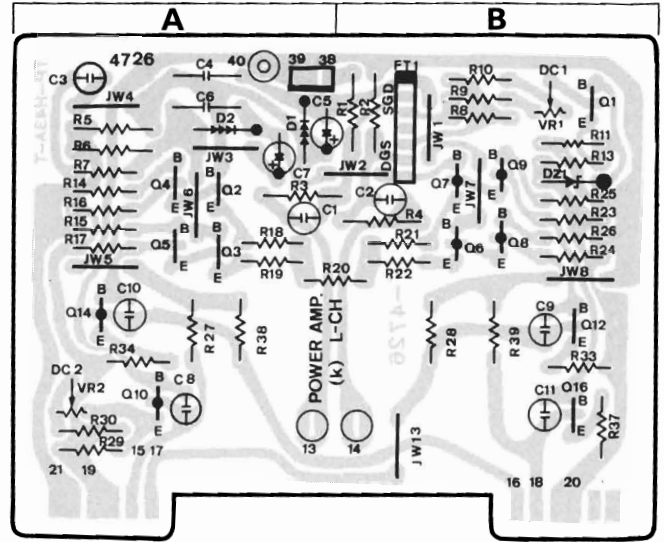 A B
4726 C4 40 39 38 FT1 R10 DC1
C3 B
JW4 C6 C5 R1 R2 SGD R9 Q1
R5 D2 D1 JW1 R8 VR1 E
R6 R11
R7 B JW3 B C7 JW2 DGS B Q9 R13
R14 Q4 Q2 R3 C2 Q7 DZ1
R16 E JW6 E C1 E JW7 R25
R15 B R4 R23
R17 Q5 Q3 R18 R21 B Q6 Q8 R26
JW5 E E R19 R22 E R24
R20 JW8
B C10 C9 B
Q14 R27 R38 POWER AMP. R28 R39 Q12
E (k) L-CH E
R34 R33
DC2 B C8 Q16
VR2 Q10 C11 B
R30 E E R37
R29 13 14 JW13
21 19 15 17 16 18 20